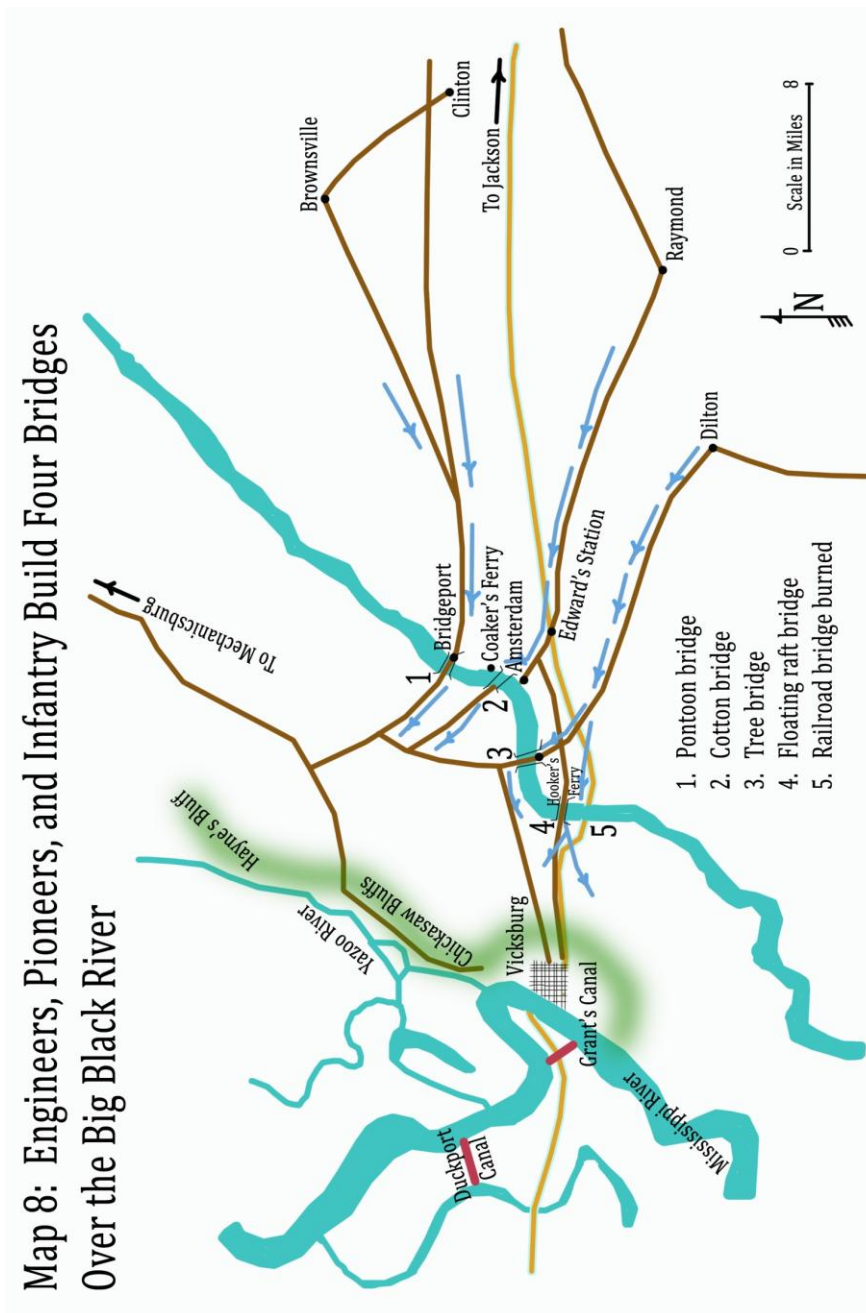 Map 8: Engineers, Pioneers, and Infantry Build Four Bridges
Over the Big Black River
To Mechanicsburg
Hayne's Bluff
Yazoo River
Chickasaw Bluffs
Brownsville
Clinton
To Jackson
1
Bridgeport
Coaker's Ferry
2
Amsterdam
Edward's Station
3
Hooker's
Ferry
4
5
Vicksburg
Grant's Canal
Duckport
Canal
Mississippi River
Raymond
Dilton
1. Pontoon bridge
2. Cotton bridge
3. Tree bridge
4. Floating raft bridge
5. Railroad bridge burned
N
0 8
Scale in Miles